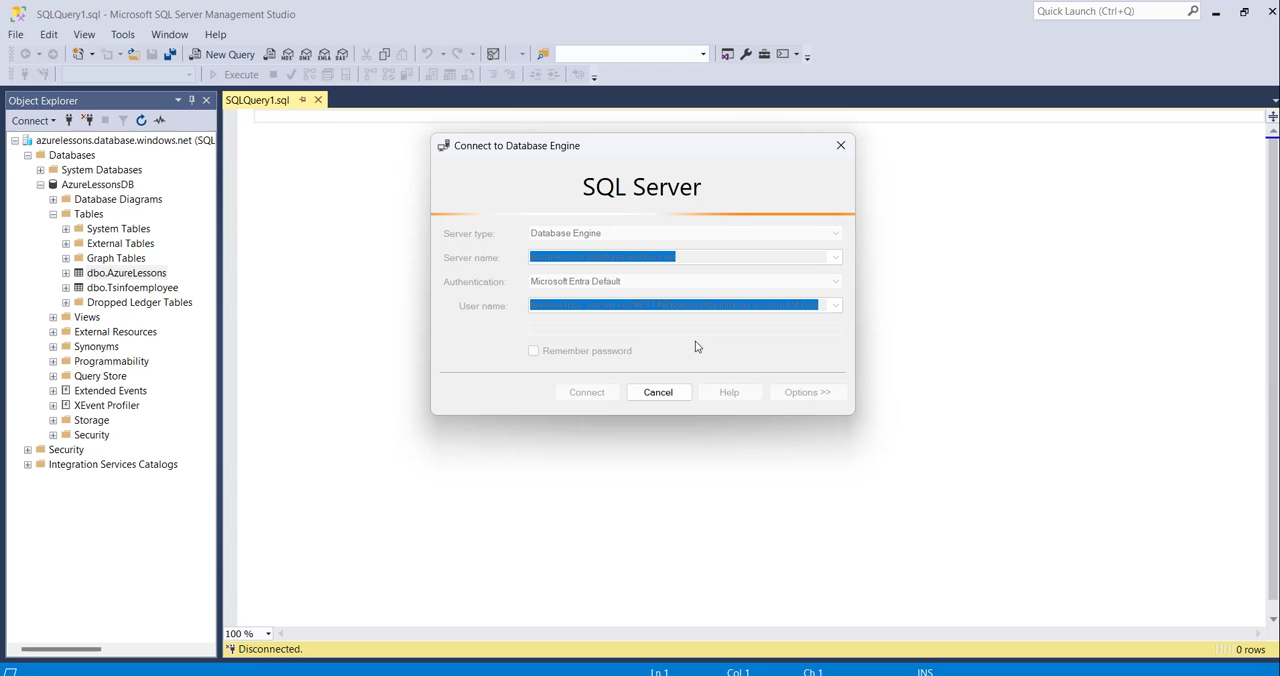 SQLQuery1.sql - Microsoft SQL Server Management Studio
Quick Launch (Ctrl+Q)
File Edit View Tools Window Help
New Query
Execute
Object Explorer
SQLQuery1.sql
Connect
azurelessons.database.windows.net (SQL
Databases
System Databases
AzureLessonsDB
Database Diagrams
Tables
System Tables
External Tables
Graph Tables
dbo.AzureLessons
dbo.Tsinfoemployee
Dropped Ledger Tables
Views
External Resources
Synonyms
Programmability
Query Store
Extended Events
XEvent Profiler
Storage
Security
Security
Integration Services Catalogs
Connect to Database Engine
SQL Server
Server type: Database Engine
Server name:
Authentication: Microsoft Entra Default
User name:
Remember password
Connect Cancel Help Options >>
100 %
Disconnected. 0 rows
Ln 1 Col 1 Ch 1 INS